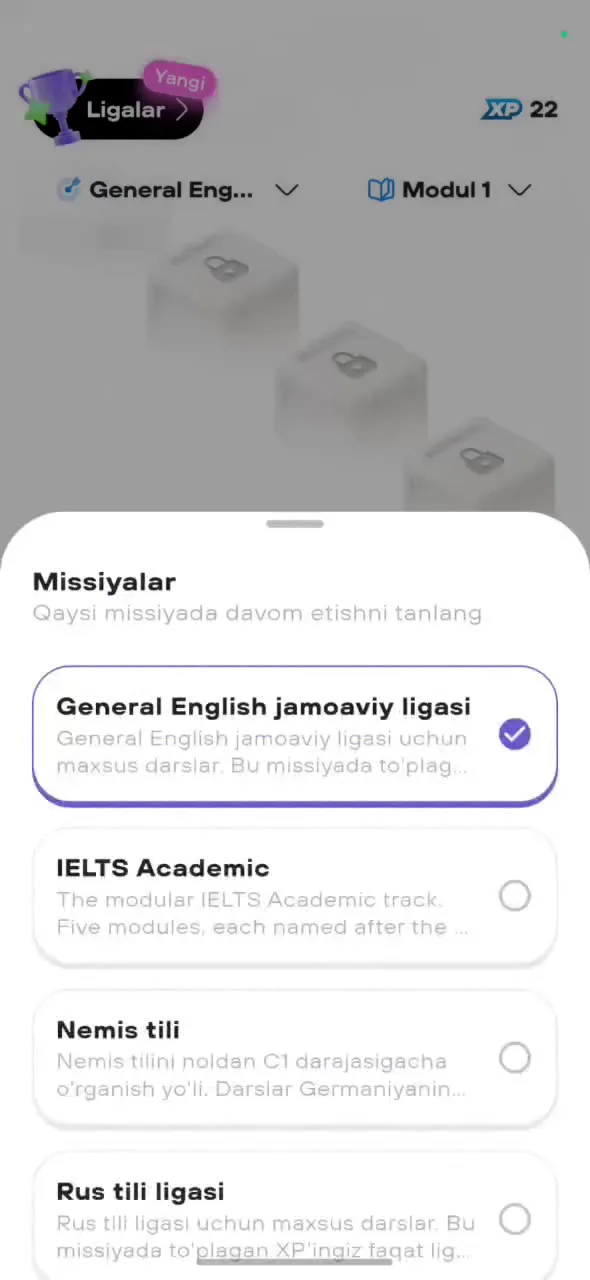 Yangi
Ligalar
XP 22
General Eng...
Modul 1
Missiyalar
Qaysi missiyada davom etishni tanlang
General English jamoaviy ligasi
General English jamoaviy ligasi uchun
maxsus darslar. Bu missiyada to'plag...
IELTS Academic
The modular IELTS Academic track.
Five modules, each named after the ...
Nemis tili
Nemis tilini noldan C1 darajasigacha
o'rganish yo'li. Darslar Germaniyanin...
Rus tili ligasi
Rus tili ligasi uchun maxsus darslar. Bu
missiyada to'plagan XP'ingiz faqat lig...